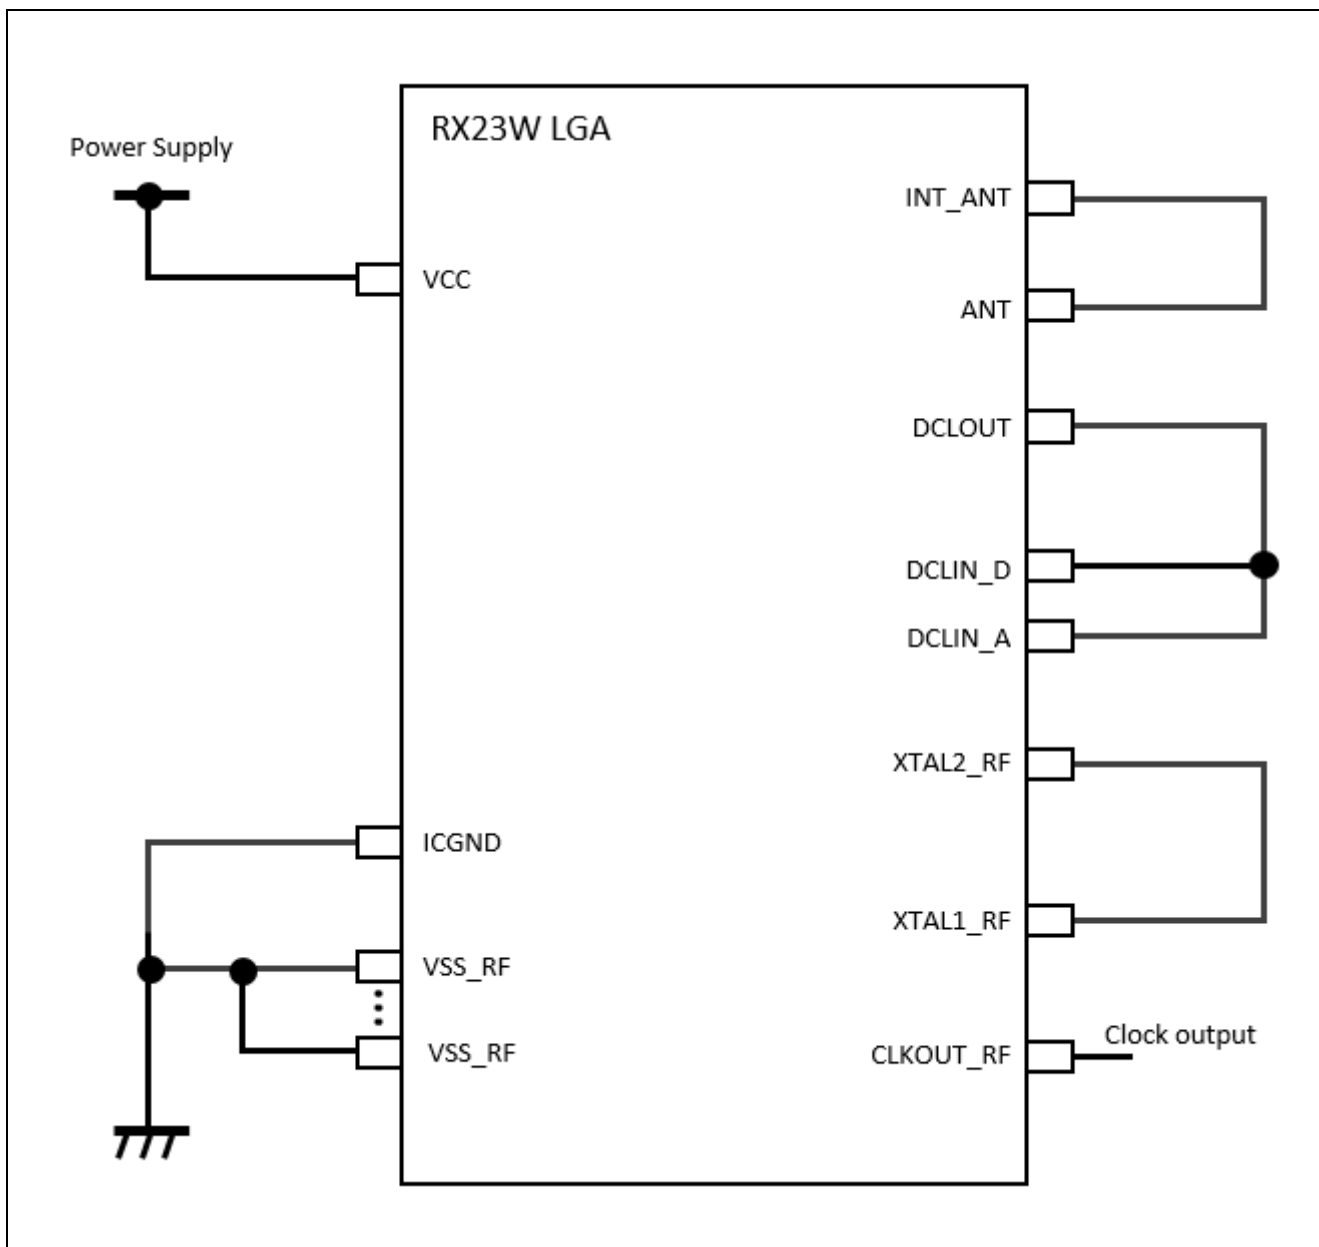 RX23W LGA
Power Supply
INT_ANT
VCC
ANT
DCLOUT
DCLIN_D
DCLIN_A
XTAL2_RF
ICGND
XTAL1_RF
VSS_RF
VSS_RF
Clock output
CLKOUT_RF